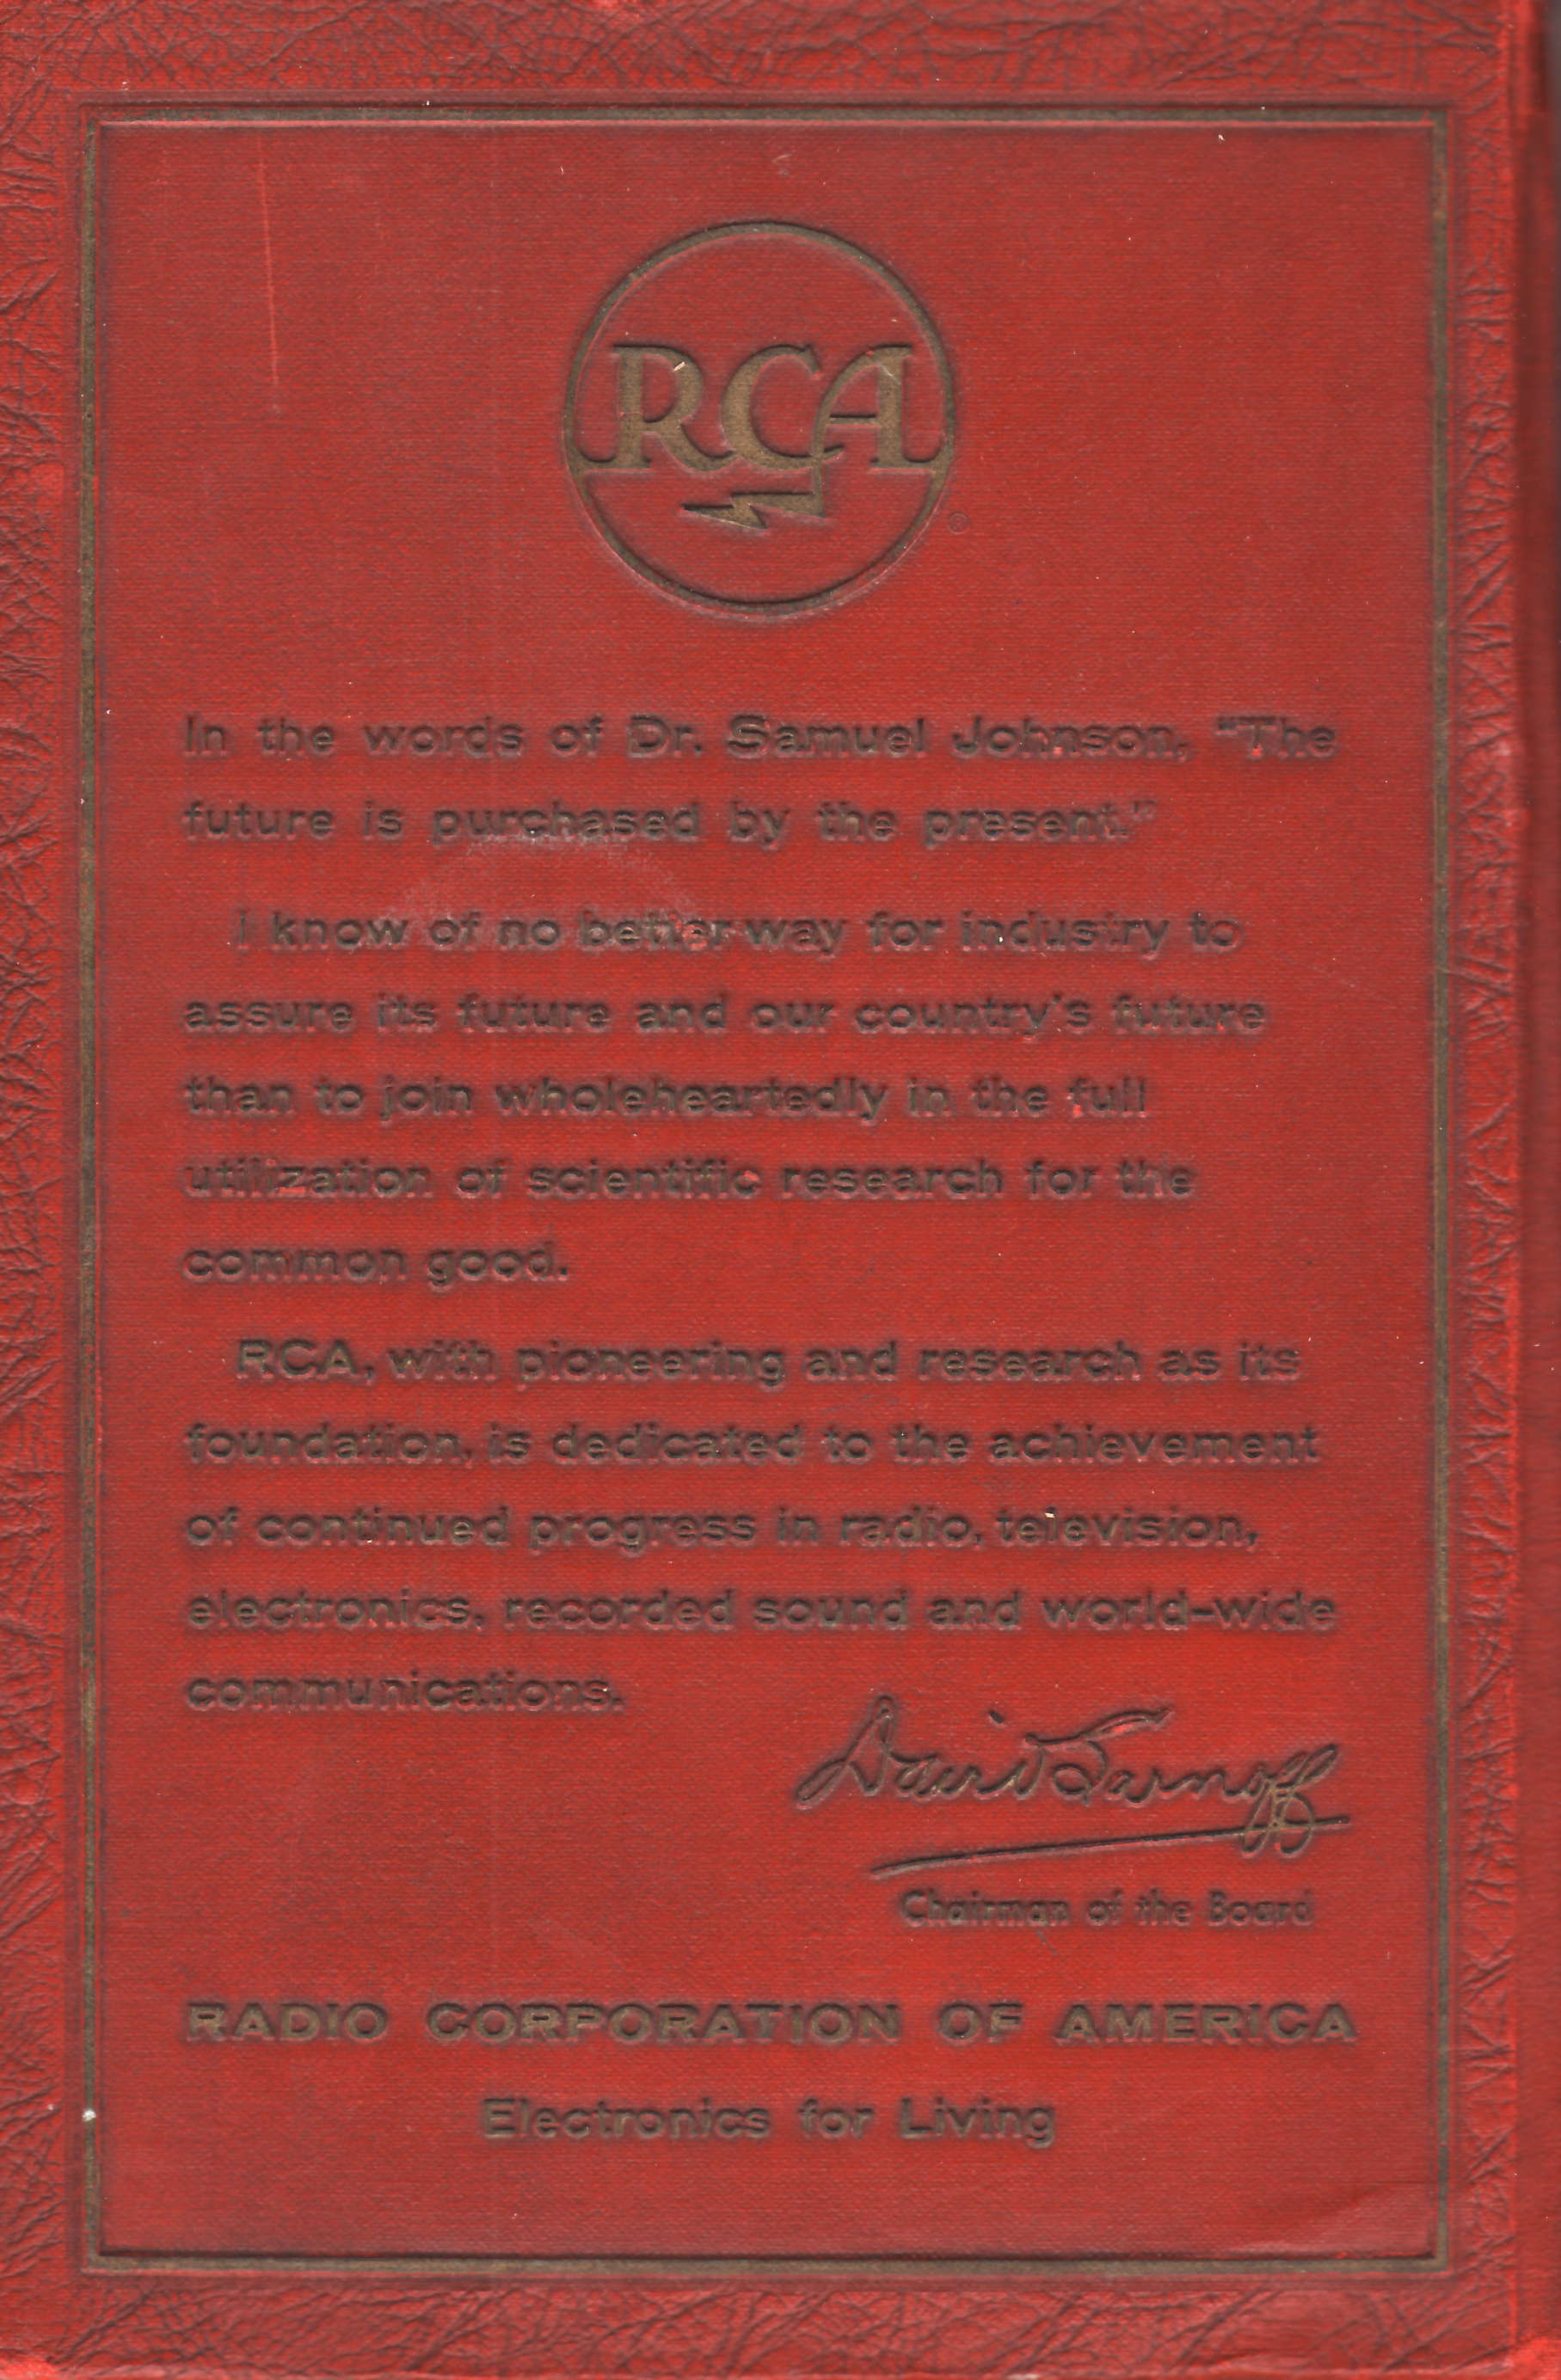 RCA
®
In the words of Dr. Samuel Johnson, "The
future is purchased by the present."
I know of no better way for industry to
assure its future and our country's future
than to join wholeheartedly in the full
utilization of scientific research for the
common good.
RCA, with pioneering and research as its
foundation, is dedicated to the achievement
of continued progress in radio, television,
electronics, recorded sound and world-wide
communications.
David Sarnoff
Chairman of the Board
RADIO CORPORATION OF AMERICA
Electronics for Living